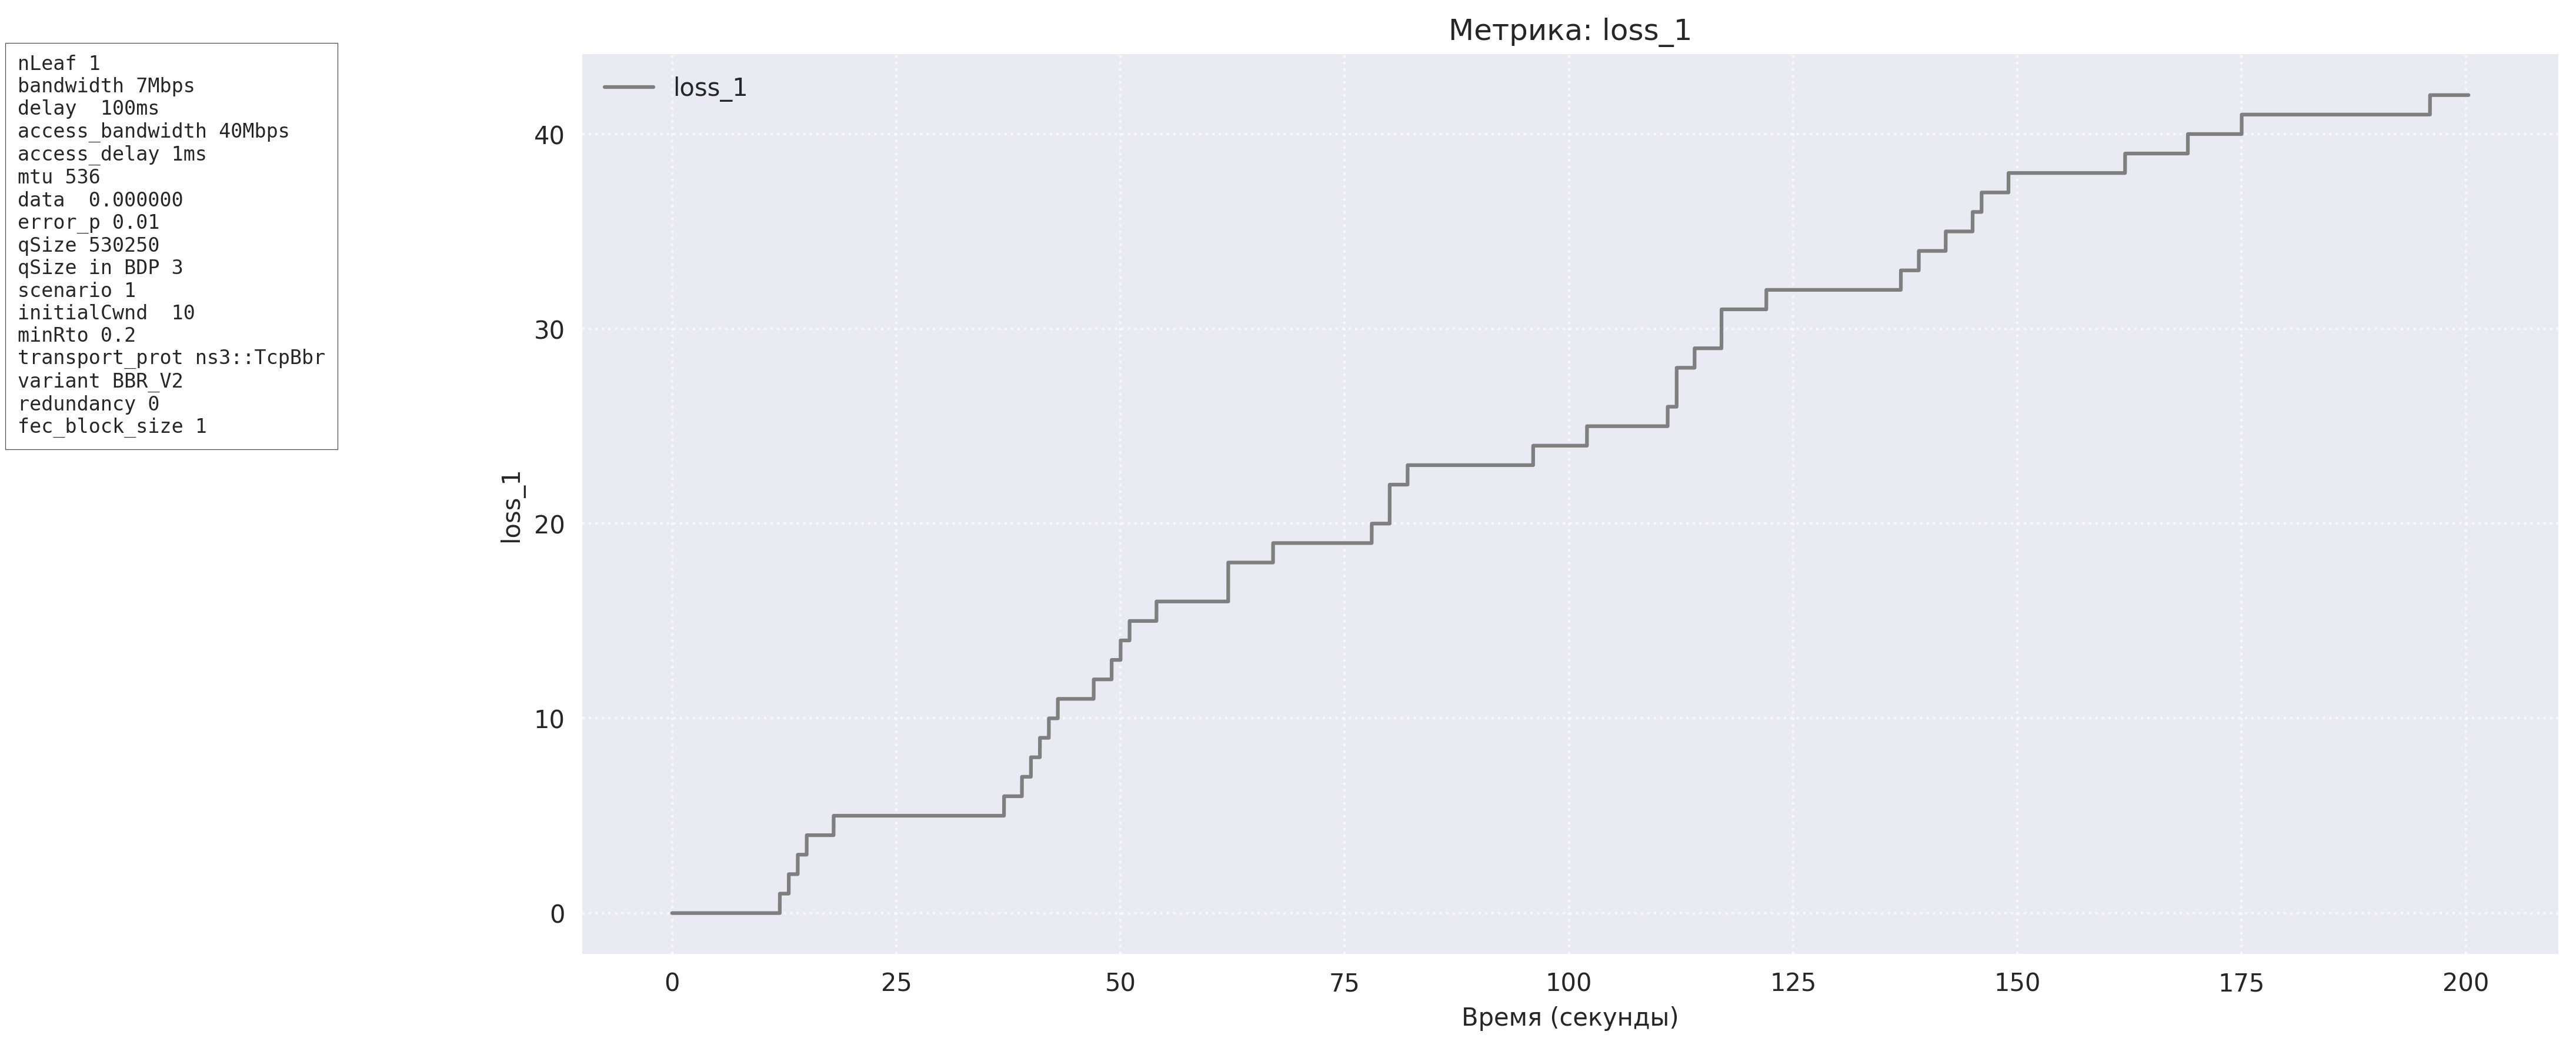 Метрика: loss_1
nLeaf 1
bandwidth 7Mbps
delay  100ms
access_bandwidth 40Mbps
access_delay 1ms
mtu 536
data  0.000000
error_p 0.01
qSize 530250
qSize in BDP 3
scenario 1
initialCwnd  10
minRto 0.2
transport_prot ns3::TcpBbr
variant BBR_V2
redundancy 0
fec_block_size 1
loss_1
loss_1
40
30
20
10
0
0 25 50 75 100 125 150 175 200
Время (секунды)